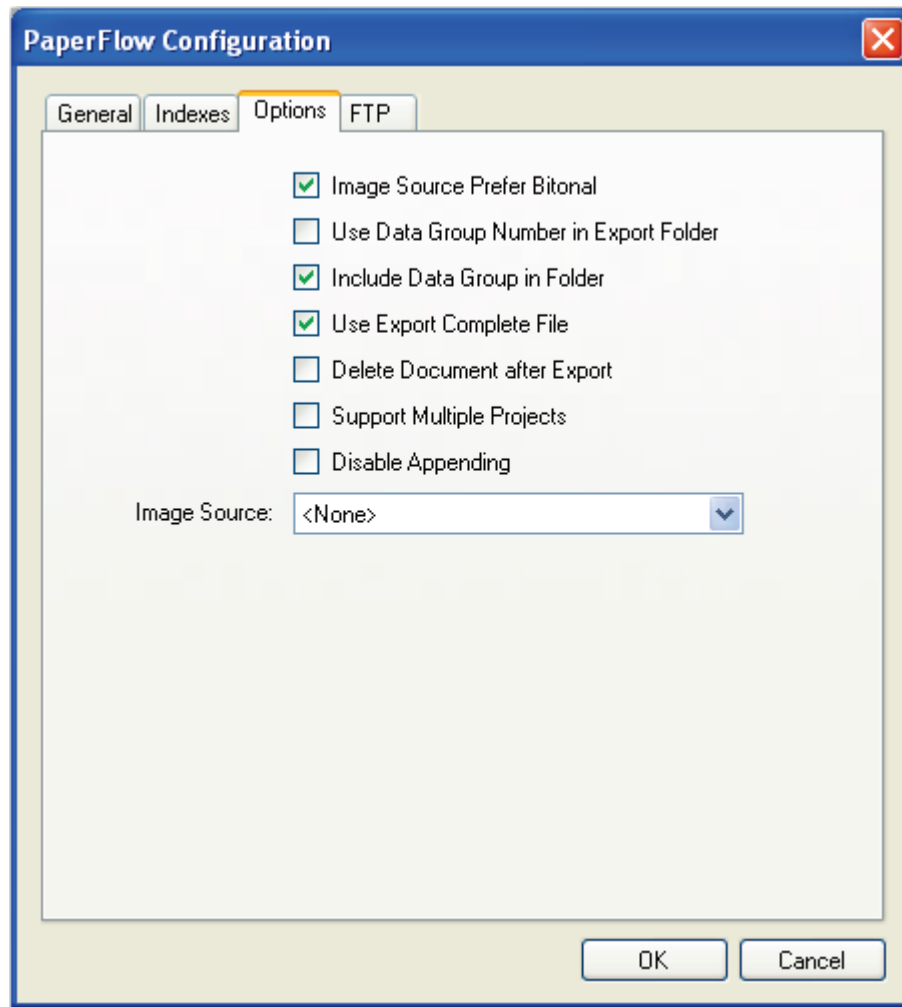 PaperFlow Configuration
General Indexes Options FTP
Image Source Prefer Bitonal
Use Data Group Number in Export Folder
Include Data Group in Folder
Use Export Complete File
Delete Document after Export
Support Multiple Projects
Disable Appending
Image Source: <None>
OK Cancel